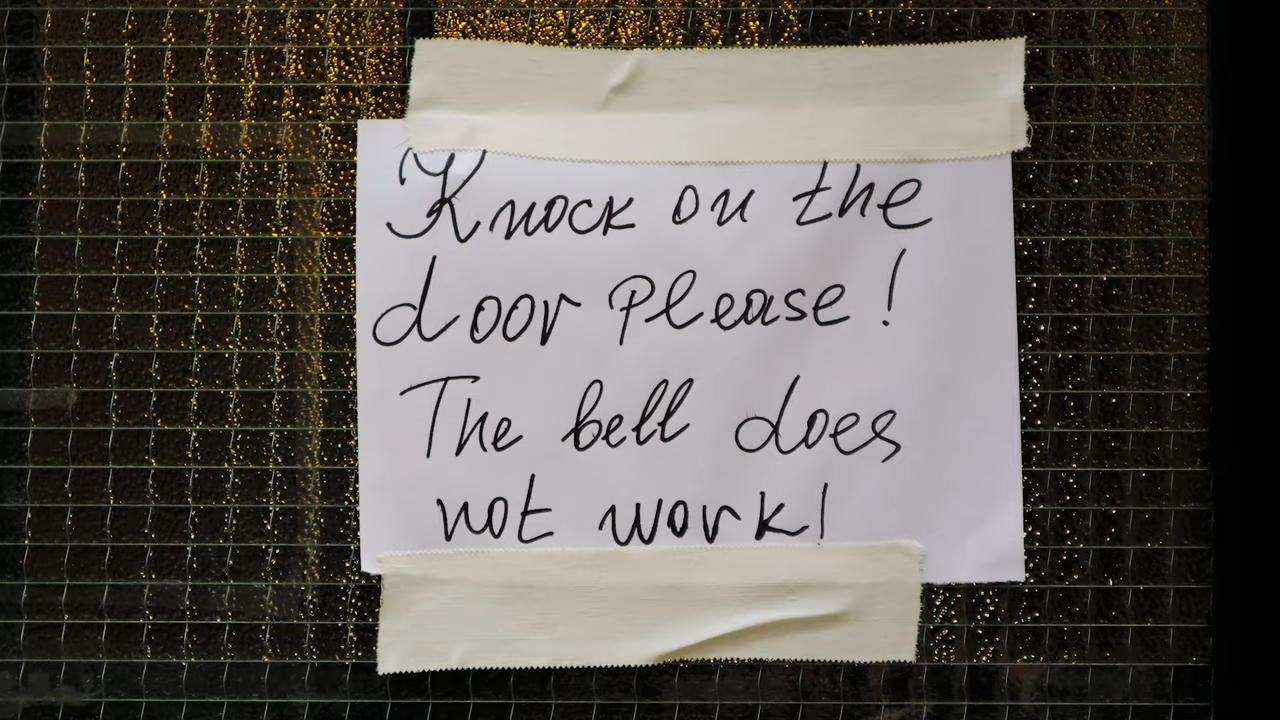 Knock on the
door please!
The bell does
not work!